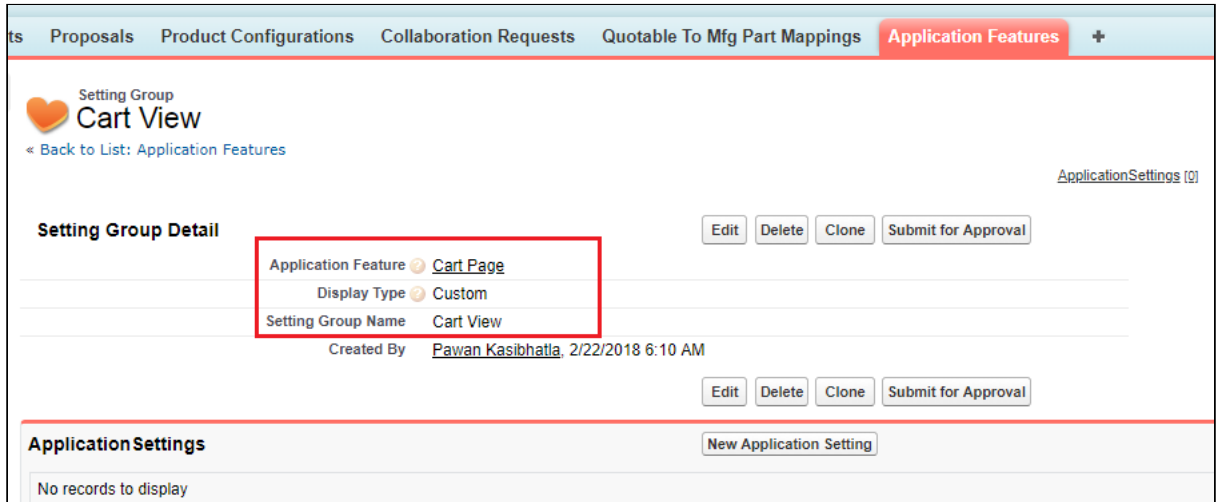 ts Proposals Product Configurations Collaboration Requests Quotable To Mfg Part Mappings Application Features +
Setting Group
Cart View
« Back to List: Application Features
ApplicationSettings [0]
Setting Group Detail Edit Delete Clone Submit for Approval
Application Feature ? Cart Page
Display Type ? Custom
Setting Group Name Cart View
Created By Pawan Kasibhatla, 2/22/2018 6:10 AM
Edit Delete Clone Submit for Approval
ApplicationSettings New Application Setting
No records to display